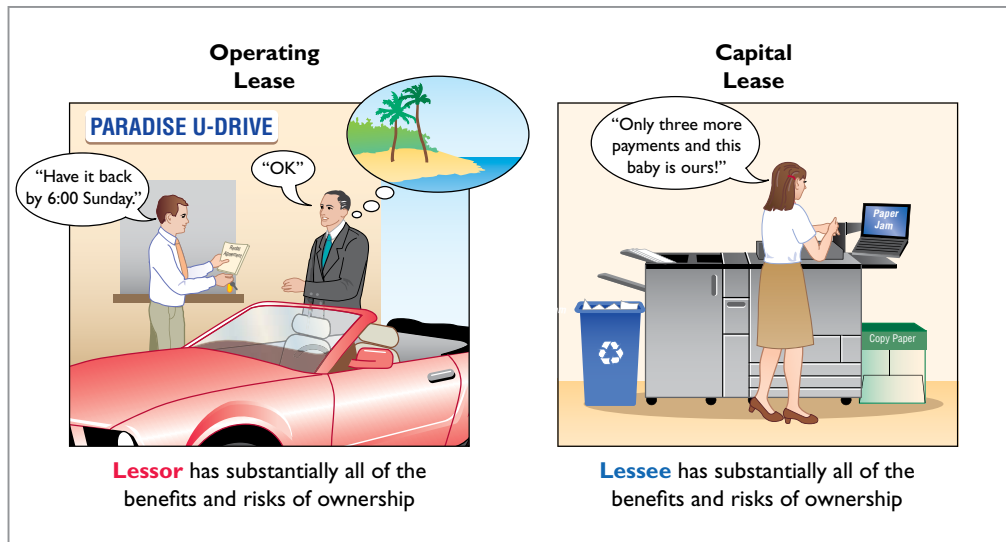 Operating
Lease
PARADISE U-DRIVE
“Have it back
by 6:00 Sunday.”
“OK”
Rental
Agreement
Lessor has substantially all of the
benefits and risks of ownership
Capital
Lease
“Only three more
payments and this
baby is ours!”
Paper
Jam
Copy Paper
Lessee has substantially all of the
benefits and risks of ownership